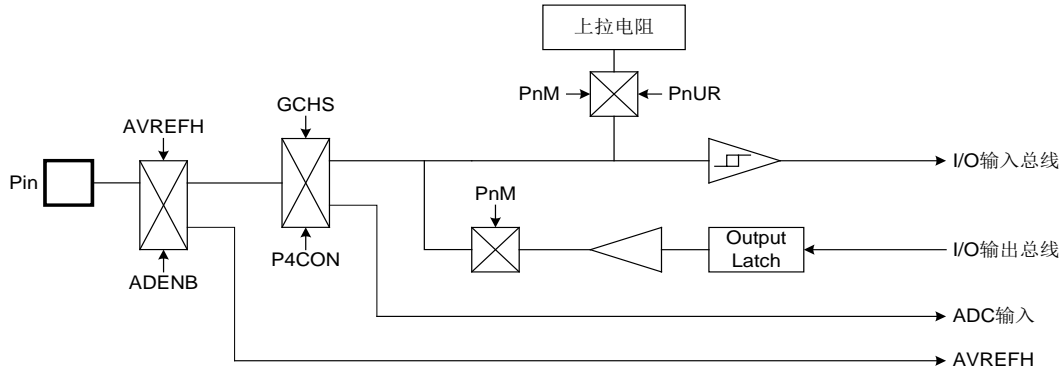 上拉电阻
PnM
PnUR
GCHS
AVREFH
I/O输入总线
Pin
PnM
Output
Latch
I/O输出总线
P4CON
ADENB
ADC输入
AVREFH